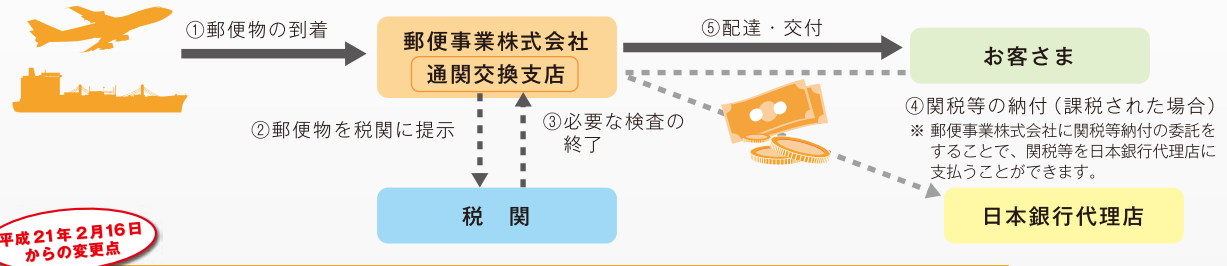 ①郵便物の到着
郵便事業株式会社
通関交換支店
⑤配達・交付
お客さま
②郵便物を税関に提示
③必要な検査の
終了
④関税等の納付（課税された場合）
※ 郵便事業株式会社に関税等納付の委託を
することで、関税等を日本銀行代理店に
支払うことができます。
税　関
日本銀行代理店
平成21年2月16日
からの変更点